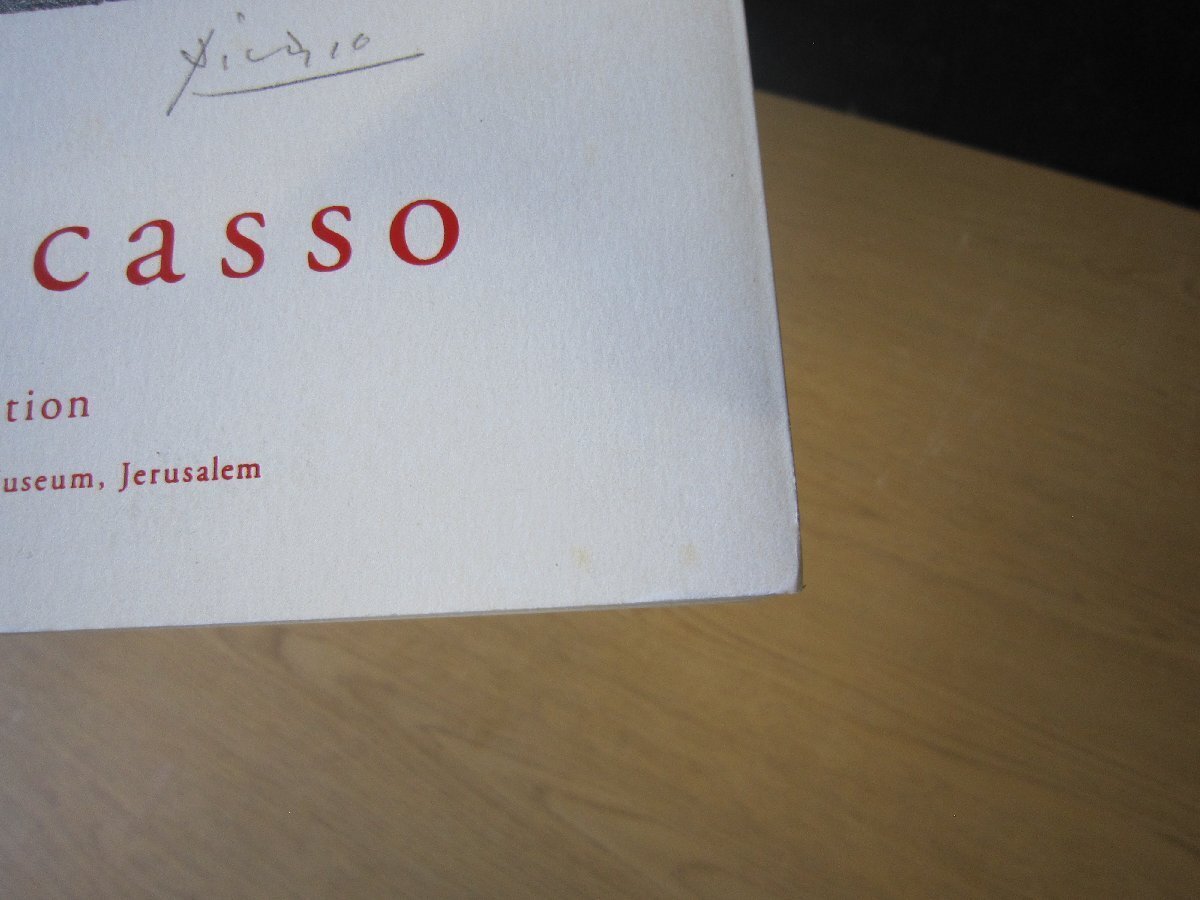 Picasso
casso
tion
useum, Jerusalem